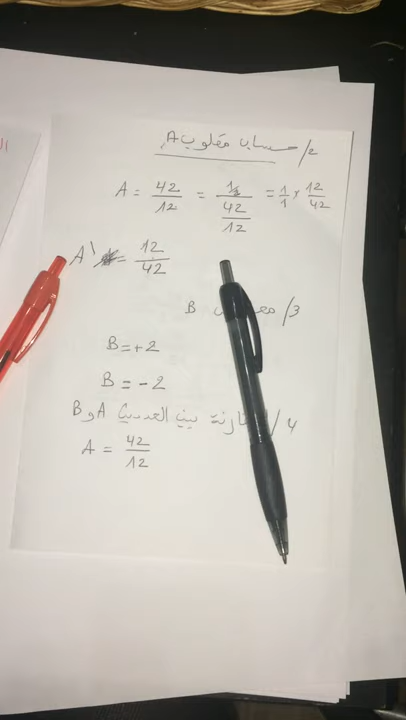 2/ حساب مقلوب A
A = 42/12 = 1/(42/12) = 1/1 × 12/42
A' = 12/42
3/ B
B = +2
B = -2
4/ بين العددين A و B
A = 42/12